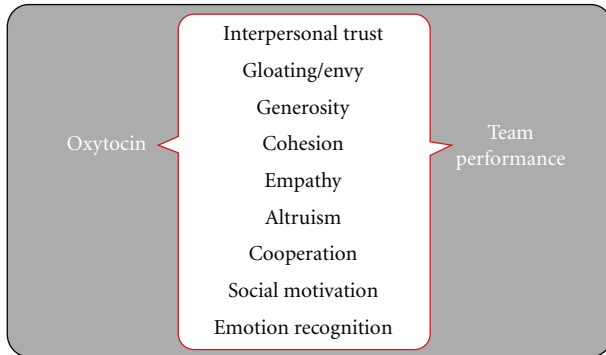 Interpersonal trust
Gloating/envy
Generosity
Oxytocin
Cohesion
Empathy
Altruism
Cooperation
Social motivation
Emotion recognition
Team
performance